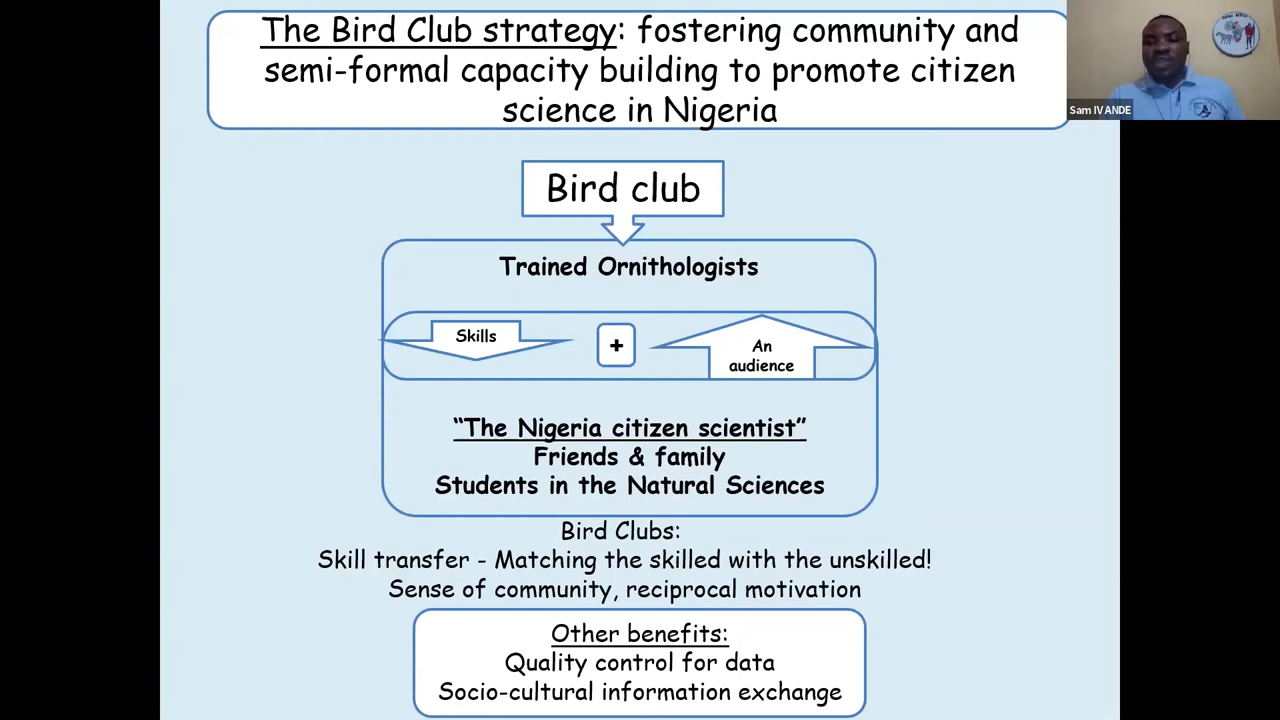 The Bird Club strategy: fostering community and
semi-formal capacity building to promote citizen
science in Nigeria
Sam IVANDE
Bird club
Trained Ornithologists
Skills
+
An
audience
“The Nigeria citizen scientist”
Friends & family
Students in the Natural Sciences
Bird Clubs:
Skill transfer - Matching the skilled with the unskilled!
Sense of community, reciprocal motivation
Other benefits:
Quality control for data
Socio-cultural information exchange